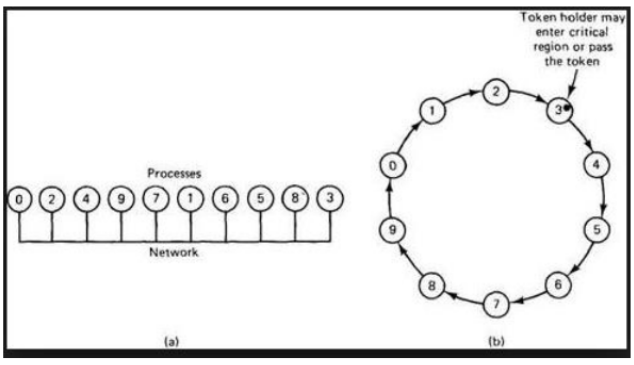 Token holder may
enter critical
region or pass
the token
Processes
0 2 4 9 7 1 6 5 8 3
Network
(a)
2
1
3
0
4
9
5
8
6
7
(b)